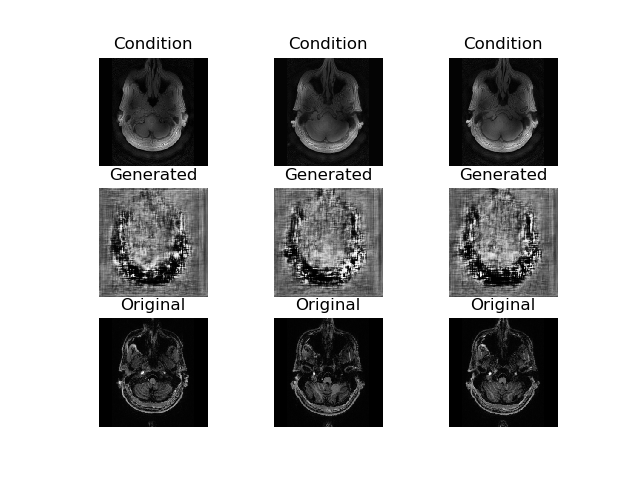 Condition Condition Condition
Generated Generated Generated
Original Original Original